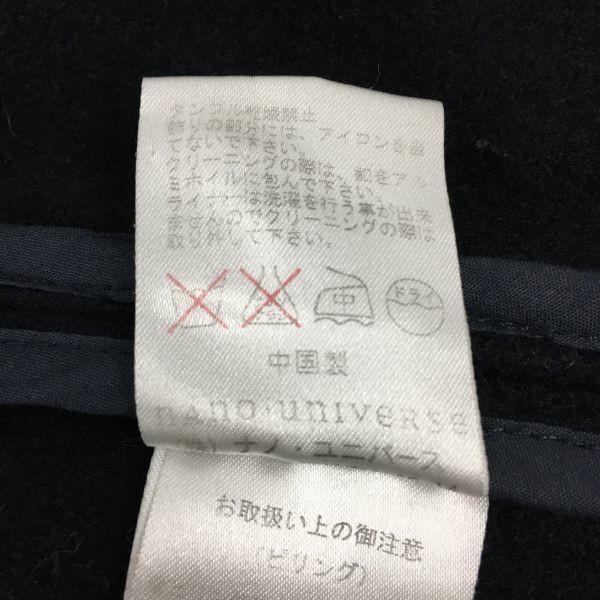 タンブル乾燥禁止
飾りの部分には、アイロンを当
てないで下さい。
クリーニングの際は、釦をアル
ミホイルに包んで下さい。
ライナーは洗濯を行う事が出来
ませんのでクリーニングの際は
取り外して下さい。
中 ドライ
中国製
nano・universe
(株)ナノ・ユニバース
お取扱い上の御注意
(ピリング)